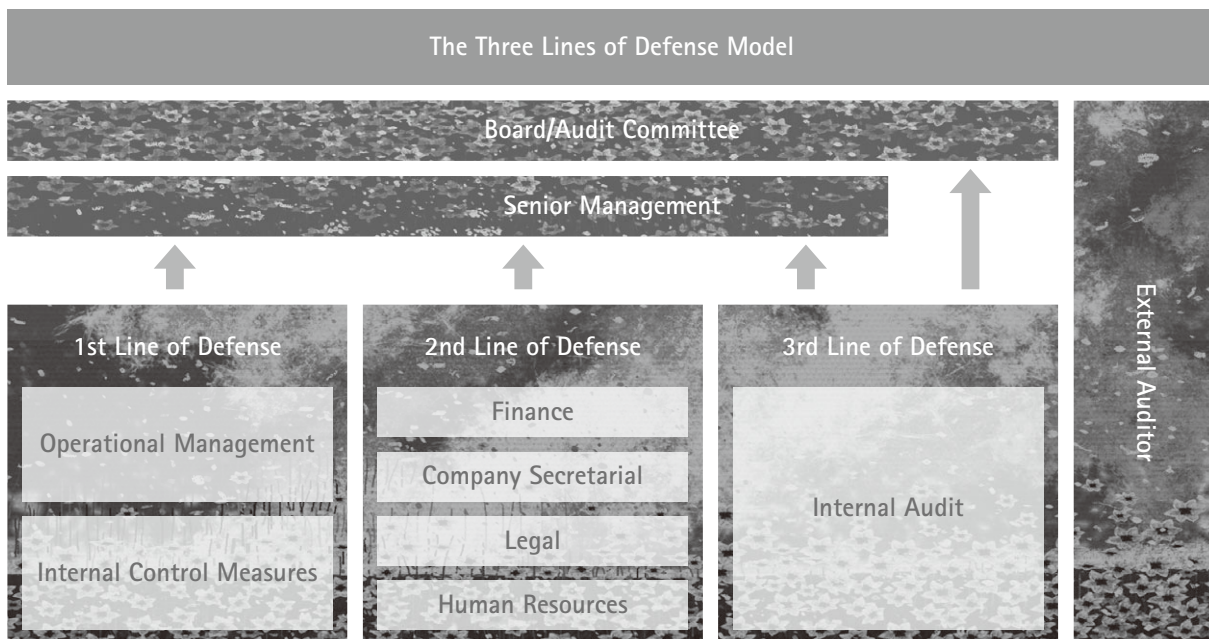 The Three Lines of Defense Model
Board/Audit Committee
Senior Management
1st Line of Defense
Operational Management
Internal Control Measures
2nd Line of Defense
Finance
Company Secretarial
Legal
Human Resources
3rd Line of Defense
Internal Audit
External Auditor